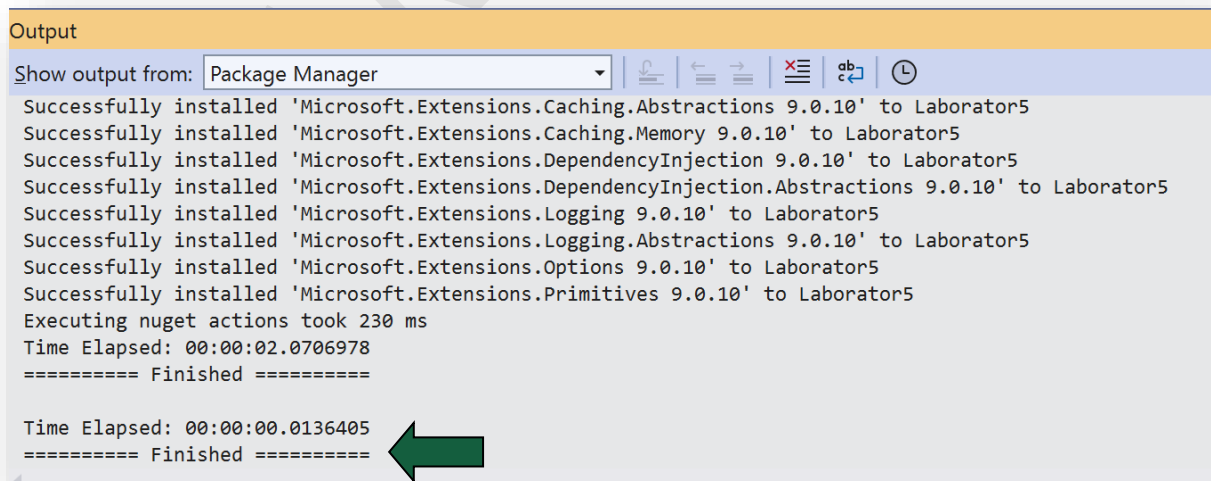 Output
Show output from: Package Manager
Successfully installed 'Microsoft.Extensions.Caching.Abstractions 9.0.10' to Laborator5
Successfully installed 'Microsoft.Extensions.Caching.Memory 9.0.10' to Laborator5
Successfully installed 'Microsoft.Extensions.DependencyInjection 9.0.10' to Laborator5
Successfully installed 'Microsoft.Extensions.DependencyInjection.Abstractions 9.0.10' to Laborator5
Successfully installed 'Microsoft.Extensions.Logging 9.0.10' to Laborator5
Successfully installed 'Microsoft.Extensions.Logging.Abstractions 9.0.10' to Laborator5
Successfully installed 'Microsoft.Extensions.Options 9.0.10' to Laborator5
Successfully installed 'Microsoft.Extensions.Primitives 9.0.10' to Laborator5
Executing nuget actions took 230 ms
Time Elapsed: 00:00:02.0706978
========== Finished ==========
Time Elapsed: 00:00:00.0136405
========== Finished ==========